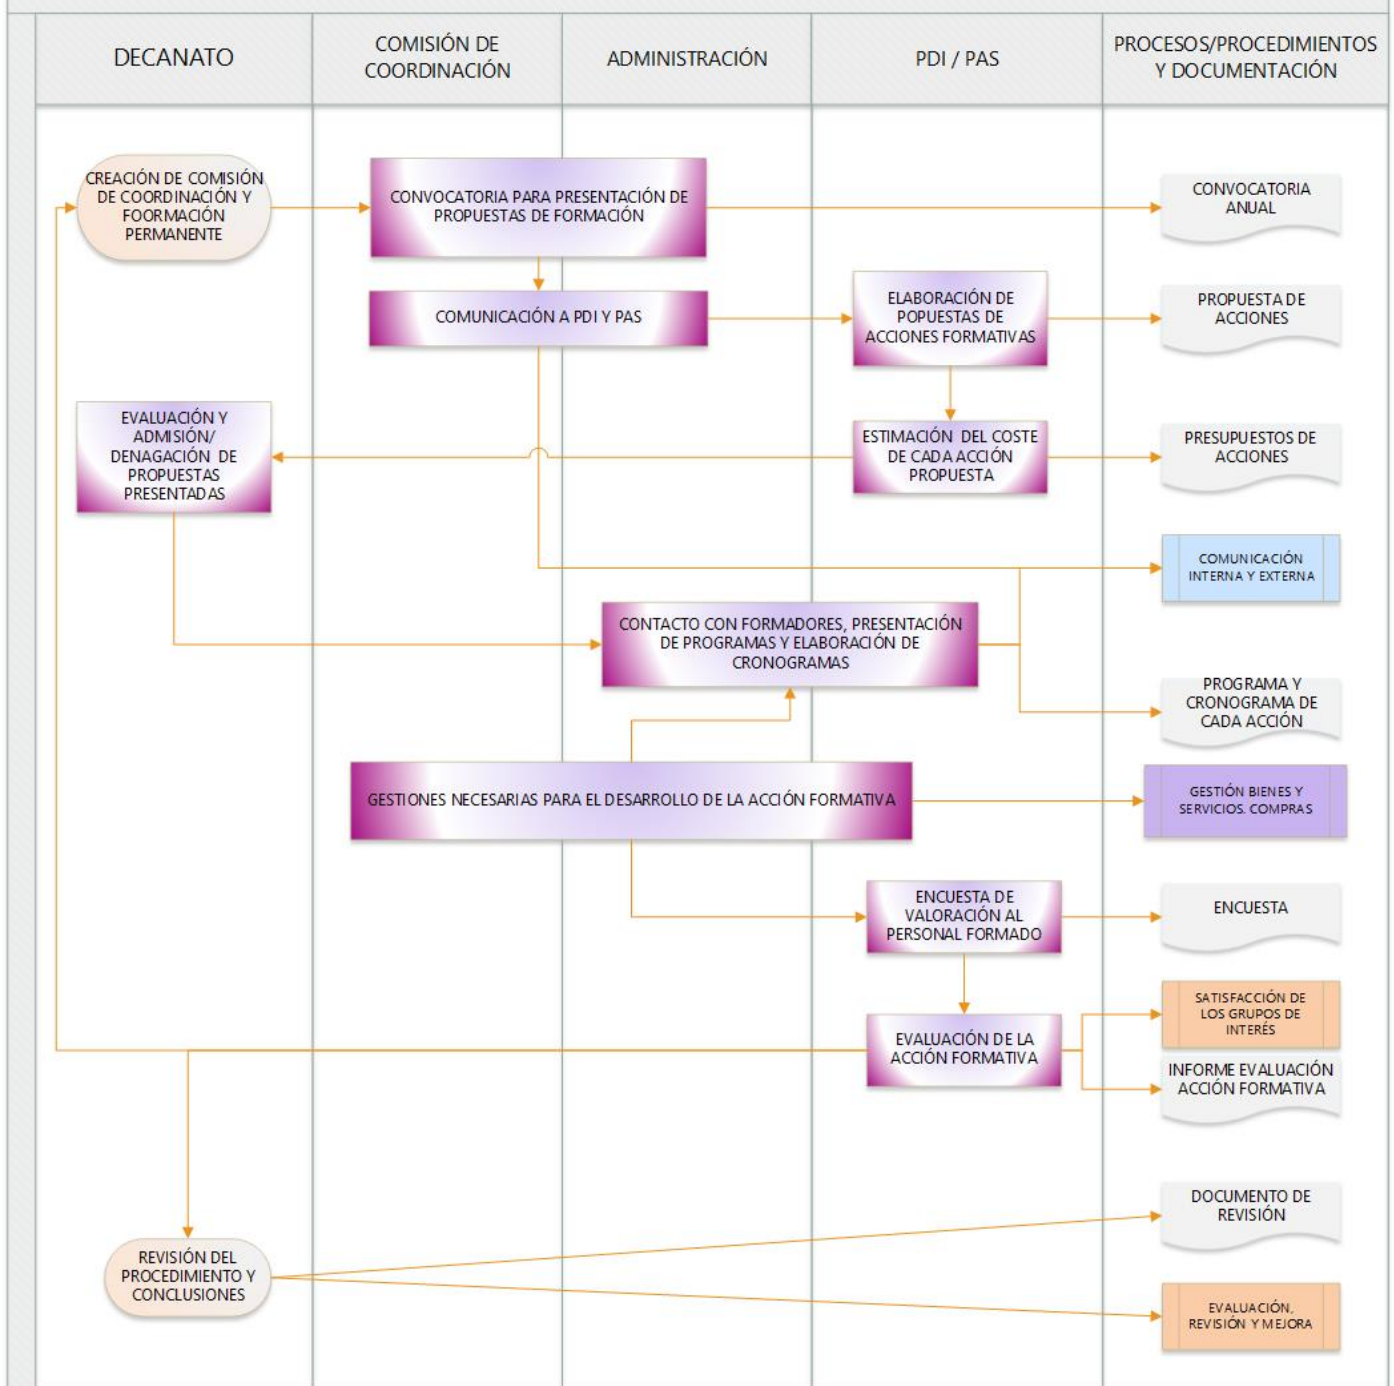 DECANATO
COMISIÓN DE
COORDINACIÓN
ADMINISTRACIÓN
PDI / PAS
PROCESOS/PROCEDIMIENTOS
Y DOCUMENTACIÓN
CREACIÓN DE COMISIÓN
DE COORDINACIÓN Y
FOORMACIÓN
PERMANENTE
CONVOCATORIA PARA PRESENTACIÓN DE
PROPUESTAS DE FORMACIÓN
CONVOCATORIA
ANUAL
COMUNICACIÓN A PDI Y PAS
ELABORACIÓN DE
POPUESTAS DE
ACCIONES FORMATIVAS
PROPUESTA DE
ACCIONES
EVALUACIÓN Y
ADMISIÓN/
DENAGACIÓN DE
PROPUESTAS
PRESENTADAS
ESTIMACIÓN DEL COSTE
DE CADA ACCIÓN
PROPUESTA
PRESUPUESTOS DE
ACCIONES
COMUNICACIÓN
INTERNA Y EXTERNA
CONTACTO CON FORMADORES, PRESENTACIÓN
DE PROGRAMAS Y ELABORACIÓN DE
CRONOGRAMAS
PROGRAMA Y
CRONOGRAMA DE
CADA ACCIÓN
GESTIONES NECESARIAS PARA EL DESARROLLO DE LA ACCIÓN FORMATIVA
GESTIÓN BIENES Y
SERVICIOS. COMPRAS
ENCUESTA DE
VALORACIÓN AL
PERSONAL FORMADO
ENCUESTA
SATISFACCIÓN DE
LOS GRUPOS DE
INTERÉS
EVALUACIÓN DE LA
ACCIÓN FORMATIVA
INFORME EVALUACIÓN
ACCIÓN FORMATIVA
DOCUMENTO DE
REVISIÓN
REVISIÓN DEL
PROCEDIMIENTO Y
CONCLUSIONES
EVALUACIÓN,
REVISIÓN Y MEJORA